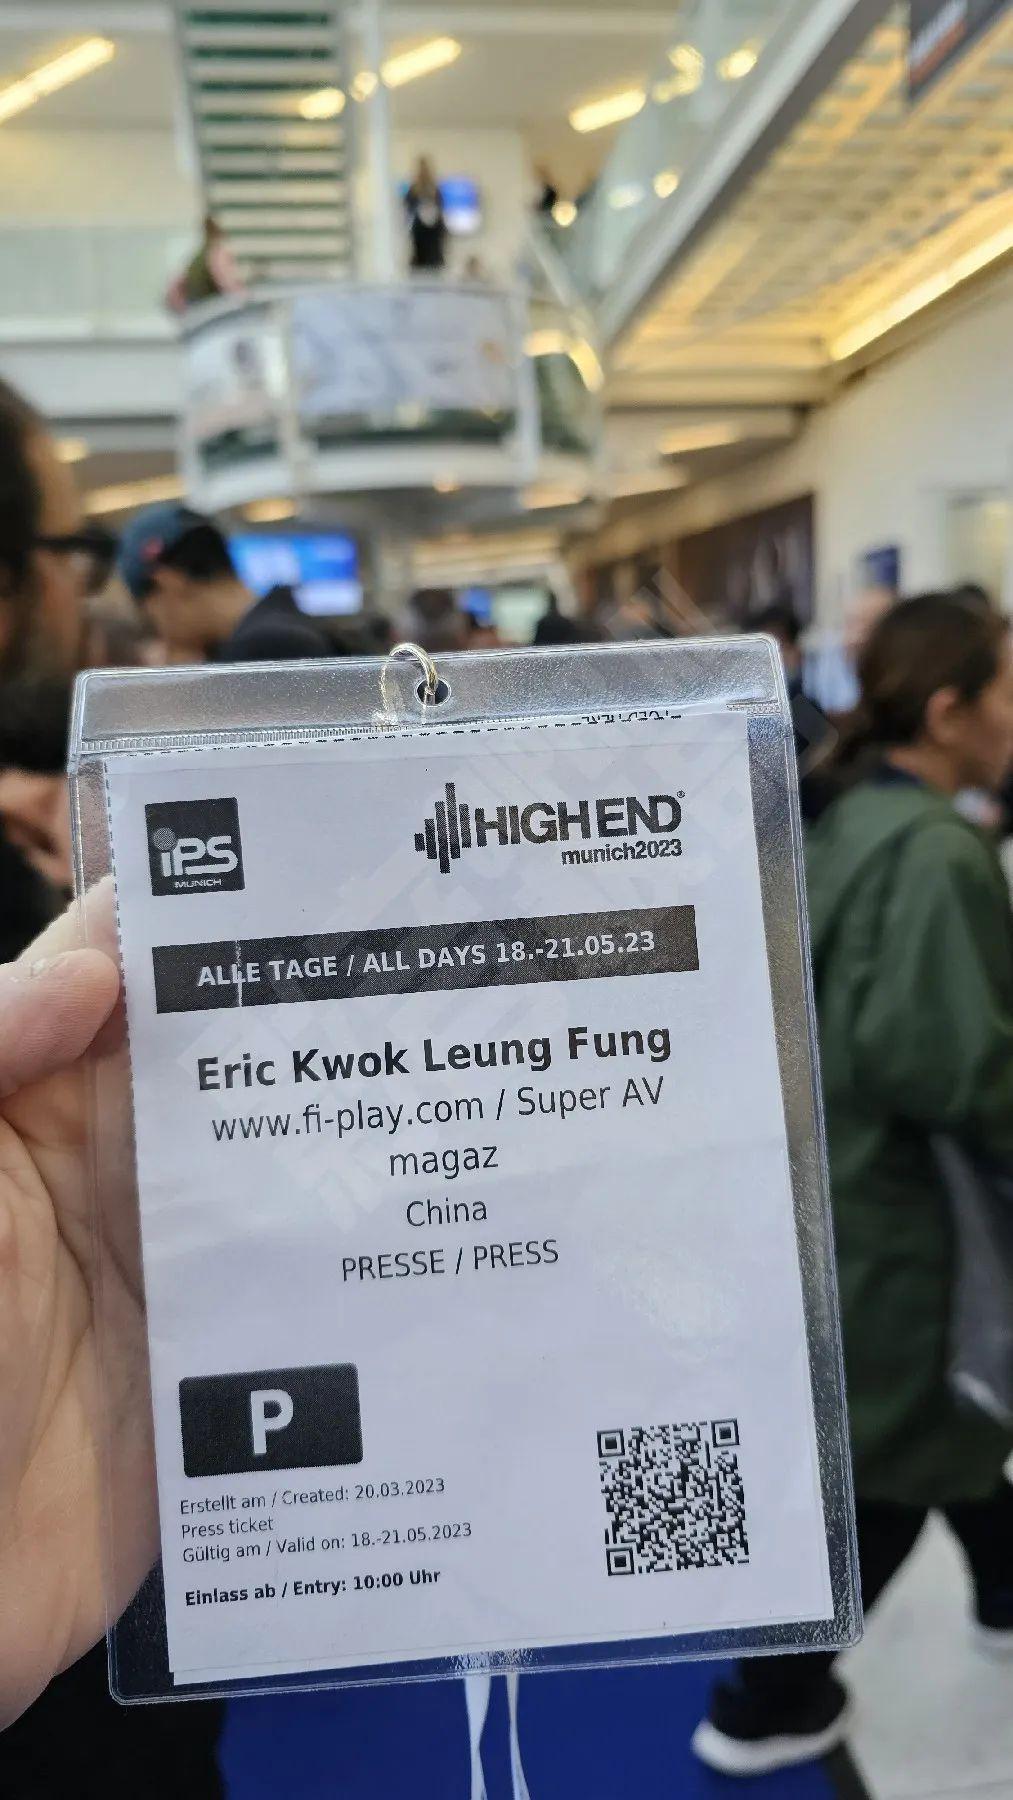 iPS
MUNICH
HIGH END®
munich2023
ALLE TAGE / ALL DAYS 18.-21.05.23
Eric Kwok Leung Fung
www.fi-play.com / Super AV
magaz
China
PRESSE / PRESS
P
Erstellt am / Created: 20.03.2023
Press ticket
Gültig am / Valid on: 18.-21.05.2023
Einlass ab / Entry: 10:00 Uhr